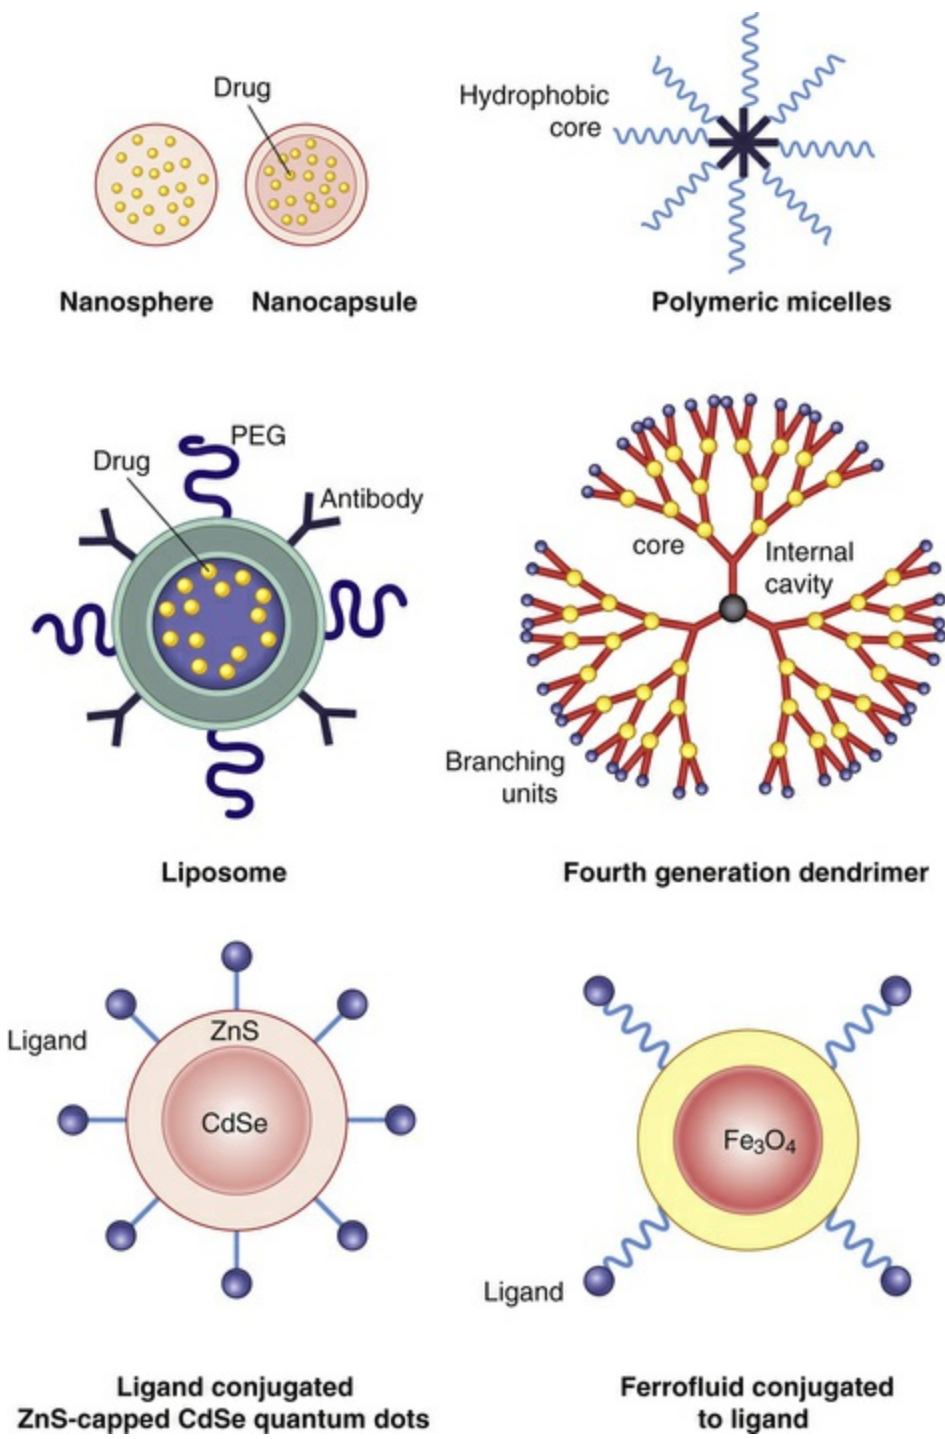 Drug
Nanosphere
Nanocapsule
Hydrophobic
core
Polymeric micelles
PEG
Drug
Antibody
Liposome
core
Internal
cavity
Branching
units
Fourth generation dendrimer
Ligand
ZnS
CdSe
Ligand conjugated
ZnS-capped CdSe quantum dots
Fe₃O₄
Ligand
Ferrofluid conjugated
to ligand